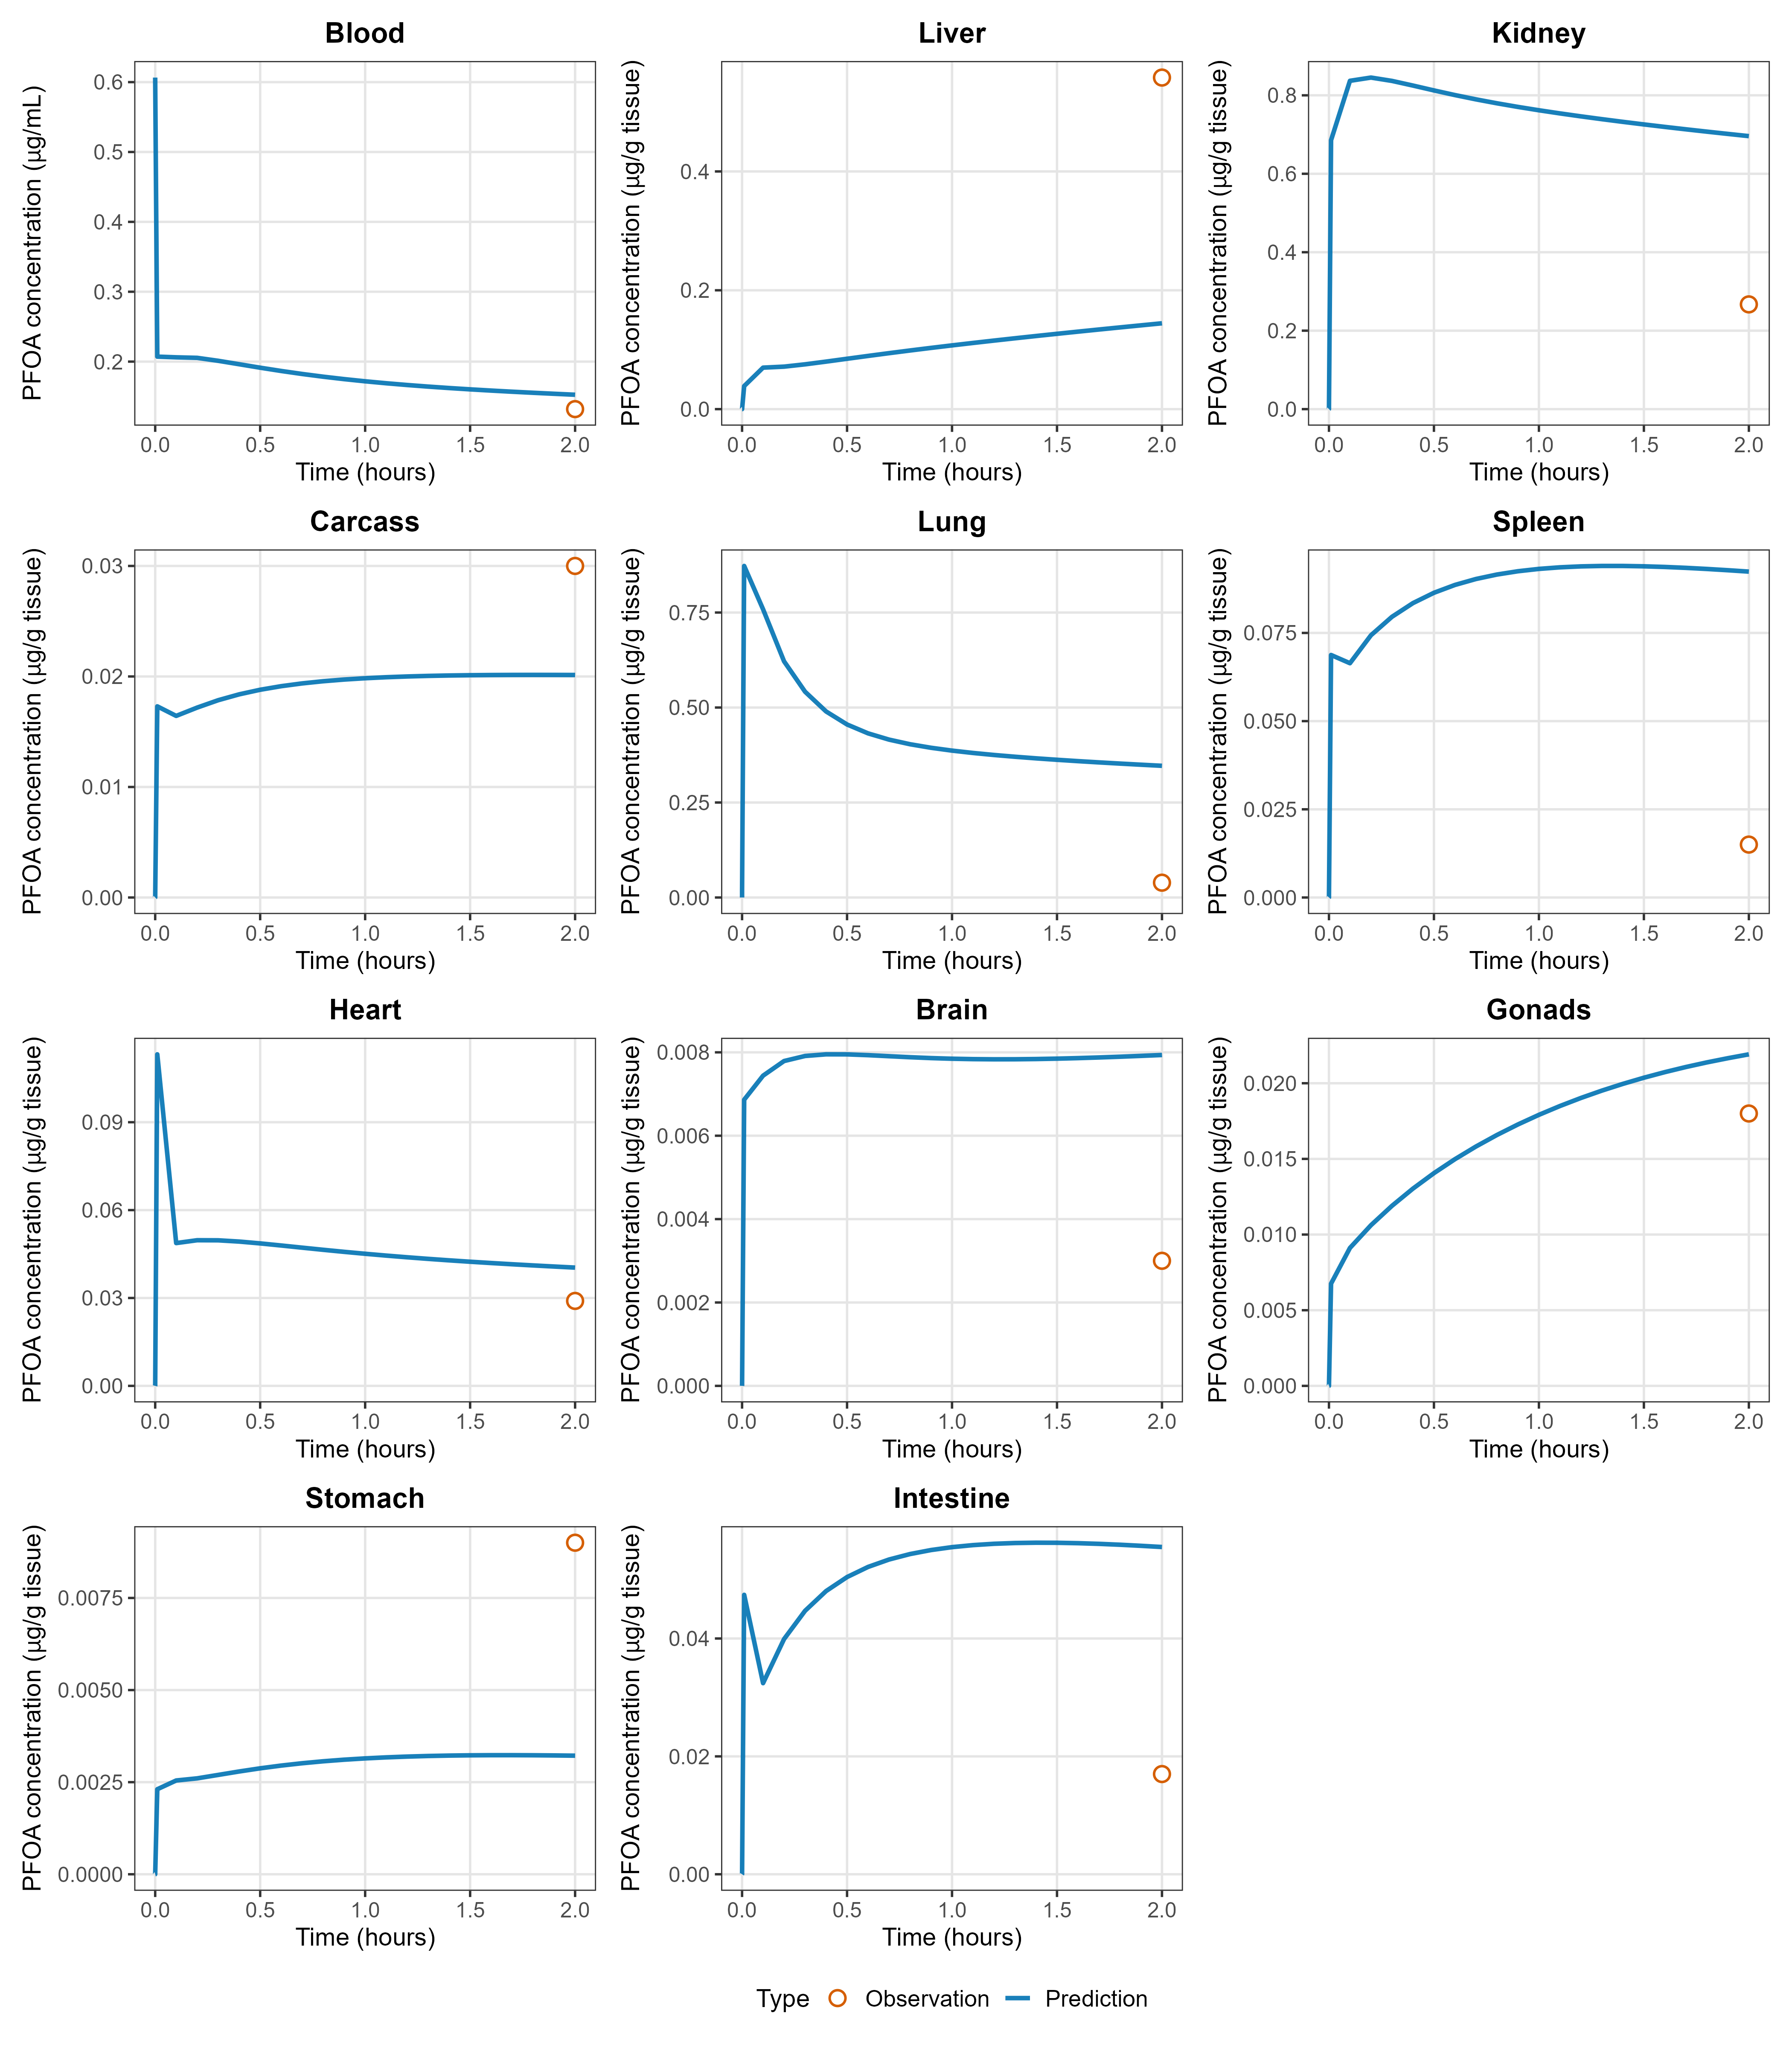 Blood
Liver
Kidney
PFOA concentration (µg/mL)
0.6
0.5
0.4
0.3
0.2
0.0 0.5 1.0 1.5 2.0
Time (hours)
PFOA concentration (µg/g tissue)
0.4
0.2
0.0
0.0 0.5 1.0 1.5 2.0
Time (hours)
PFOA concentration (µg/g tissue)
0.8
0.6
0.4
0.2
0.0
0.0 0.5 1.0 1.5 2.0
Time (hours)
Carcass
Lung
Spleen
PFOA concentration (µg/g tissue)
0.03
0.02
0.01
0.00
0.0 0.5 1.0 1.5 2.0
Time (hours)
PFOA concentration (µg/g tissue)
0.75
0.50
0.25
0.00
0.0 0.5 1.0 1.5 2.0
Time (hours)
PFOA concentration (µg/g tissue)
0.075
0.050
0.025
0.000
0.0 0.5 1.0 1.5 2.0
Time (hours)
Heart
Brain
Gonads
PFOA concentration (µg/g tissue)
0.09
0.06
0.03
0.00
0.0 0.5 1.0 1.5 2.0
Time (hours)
PFOA concentration (µg/g tissue)
0.008
0.006
0.004
0.002
0.000
0.0 0.5 1.0 1.5 2.0
Time (hours)
PFOA concentration (µg/g tissue)
0.020
0.015
0.010
0.005
0.000
0.0 0.5 1.0 1.5 2.0
Time (hours)
Stomach
Intestine
PFOA concentration (µg/g tissue)
0.0075
0.0050
0.0025
0.0000
0.0 0.5 1.0 1.5 2.0
Time (hours)
PFOA concentration (µg/g tissue)
0.04
0.02
0.00
0.0 0.5 1.0 1.5 2.0
Time (hours)
Type Observation Prediction